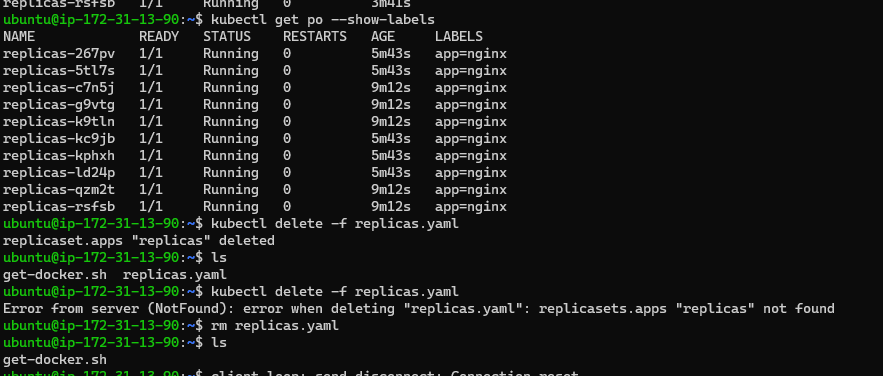 replicas-rsfsb   1/1     Running   0          3m41s
ubuntu@ip-172-31-13-90:~$ kubectl get po --show-labels
NAME             READY   STATUS    RESTARTS   AGE     LABELS
replicas-267pv   1/1     Running   0          5m43s   app=nginx
replicas-5tl7s   1/1     Running   0          5m43s   app=nginx
replicas-c7n5j   1/1     Running   0          9m12s   app=nginx
replicas-g9vtg   1/1     Running   0          9m12s   app=nginx
replicas-k9tln   1/1     Running   0          9m12s   app=nginx
replicas-kc9jb   1/1     Running   0          5m43s   app=nginx
replicas-kphxh   1/1     Running   0          5m43s   app=nginx
replicas-ld24p   1/1     Running   0          5m43s   app=nginx
replicas-qzm2t   1/1     Running   0          9m12s   app=nginx
replicas-rsfsb   1/1     Running   0          9m12s   app=nginx
ubuntu@ip-172-31-13-90:~$ kubectl delete -f replicas.yaml
replicaset.apps "replicas" deleted
ubuntu@ip-172-31-13-90:~$ ls
get-docker.sh  replicas.yaml
ubuntu@ip-172-31-13-90:~$ kubectl delete -f replicas.yaml
Error from server (NotFound): error when deleting "replicas.yaml": replicasets.apps "replicas" not found
ubuntu@ip-172-31-13-90:~$ rm replicas.yaml
ubuntu@ip-172-31-13-90:~$ ls
get-docker.sh
ubuntu@ip-172-31-13-90:~$ client_loop: send disconnect: Connection reset